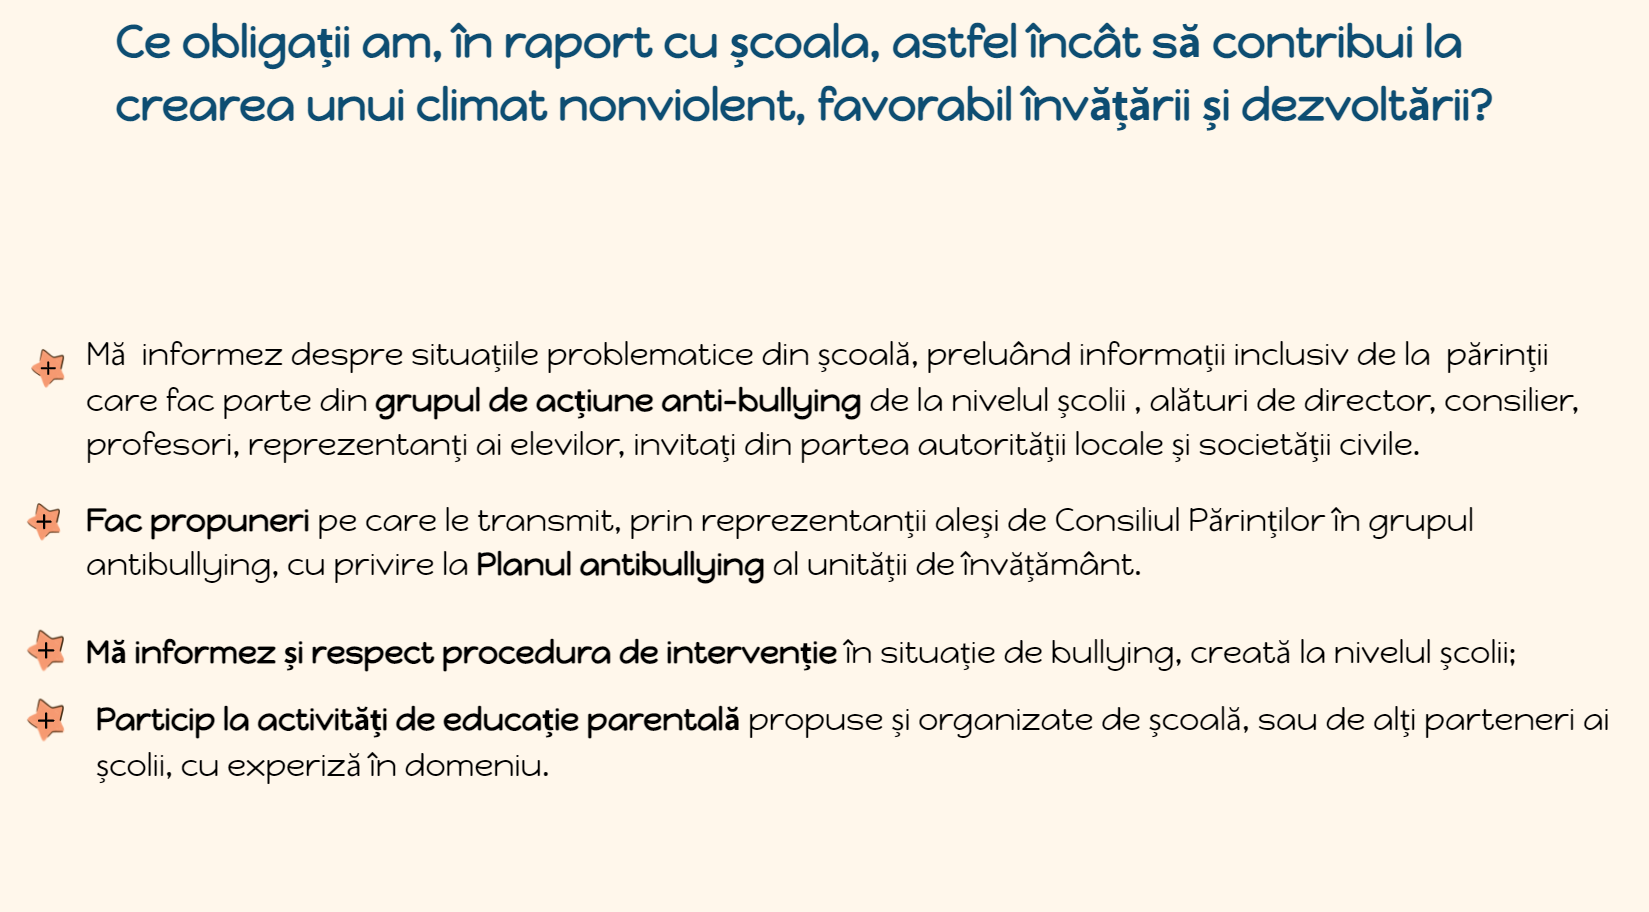 Ce obligații am, în raport cu școala, astfel încât să contribui la
crearea unui climat nonviolent, favorabil învățării și dezvoltării?
+ Mă informez despre situațiile problematice din școală, preluând informații inclusiv de la părinții
care fac parte din grupul de acțiune anti-bullying de la nivelul școlii , alături de director, consilier,
profesori, reprezentanți ai elevilor, invitați din partea autorității locale și societății civile.
+ Fac propuneri pe care le transmit, prin reprezentanții aleși de Consiliul Părinților în grupul
antibullying, cu privire la Planul antibullying al unității de învățământ.
+ Mă informez și respect procedura de intervenție în situație de bullying, creată la nivelul școlii;
+ Particip la activități de educație parentală propuse și organizate de școală, sau de alți parteneri ai
școlii, cu experiză în domeniu.